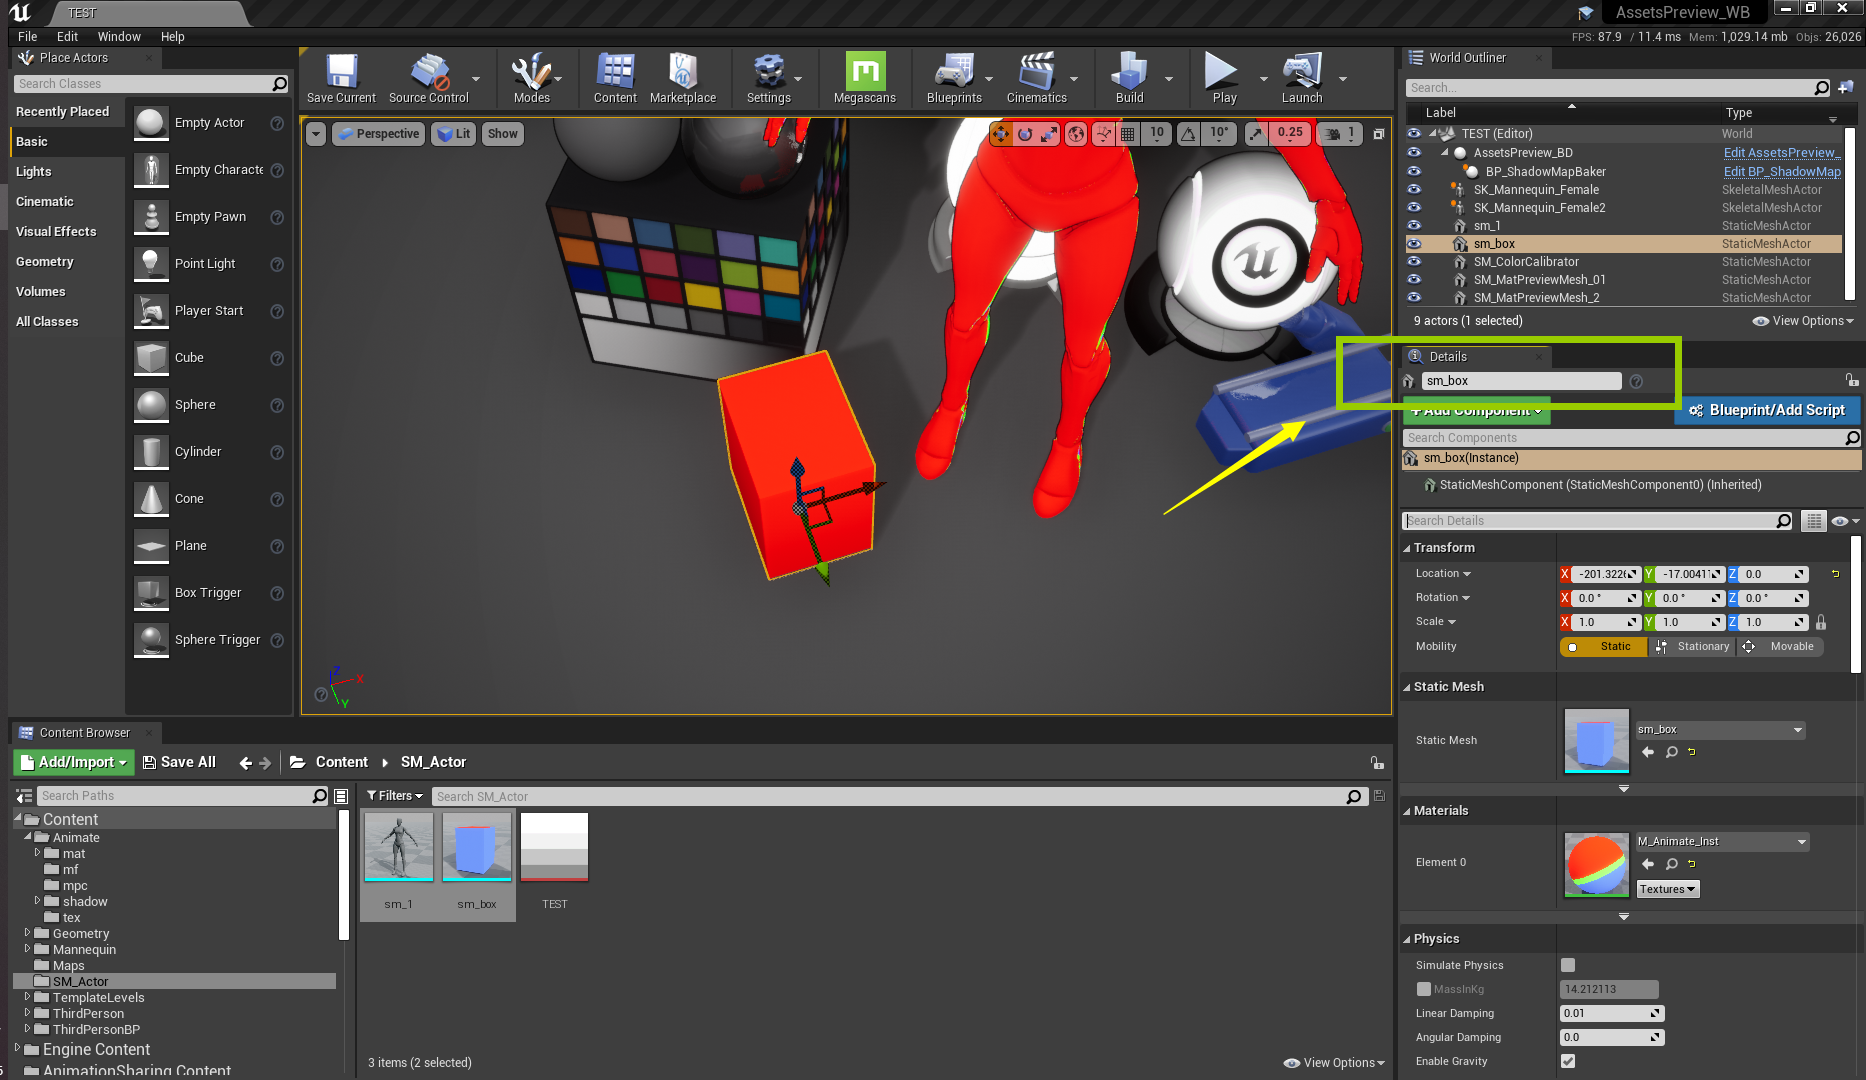 TEST
AssetsPreview_WB
File Edit Window Help
FPS: 87.9 / 11.4 ms Mem: 1,029.14 mb Objs: 26,026
Place Actors
Search Classes
Recently Placed
Basic
Lights
Cinematic
Visual Effects
Geometry
Volumes
All Classes
Empty Actor
Empty Characte
Empty Pawn
Point Light
Player Start
Cube
Sphere
Cylinder
Cone
Plane
Box Trigger
Sphere Trigger
Save Current
Source Control
Modes
Content
Marketplace
Settings
Megascans
Blueprints
Cinematics
Build
Play
Launch
Perspective Lit Show
10 10° 0.25 1
X
Y
Z
World Outliner
Search...
Label Type
TEST (Editor) World
AssetsPreview_BD Edit AssetsPreview_
BP_ShadowMapBaker Edit BP_ShadowMap
SK_Mannequin_Female SkeletalMeshActor
SK_Mannequin_Female2 SkeletalMeshActor
sm_1 StaticMeshActor
sm_box StaticMeshActor
SM_ColorCalibrator StaticMeshActor
SM_MatPreviewMesh_01 StaticMeshActor
SM_MatPreviewMesh_2 StaticMeshActor
9 actors (1 selected) View Options
Details
sm_box
+Add Component Blueprint/Add Script
Search Components
sm_box(Instance)
StaticMeshComponent (StaticMeshComponent0) (Inherited)
Search Details
Transform
Location X -201.322 Y -17.0041 Z 0.0
Rotation X 0.0 ° Y 0.0 ° Z 0.0 °
Scale X 1.0 Y 1.0 Z 1.0
Mobility Static Stationary Movable
Static Mesh
Static Mesh sm_box
Materials
Element 0 M_Animate_Inst
Textures
Physics
Simulate Physics
MassInKg 14.212113
Linear Damping 0.01
Angular Damping 0.0
Enable Gravity
Content Browser
Add/Import Save All Content SM_Actor
Search Paths
Filters Search SM_Actor
Content
Animate
mat
mf
mpc
shadow
tex
Geometry
Mannequin
Maps
SM_Actor
TemplateLevels
ThirdPerson
ThirdPersonBP
Engine Content
AnimationSharing Content
sm_1 sm_box TEST
3 items (2 selected) View Options